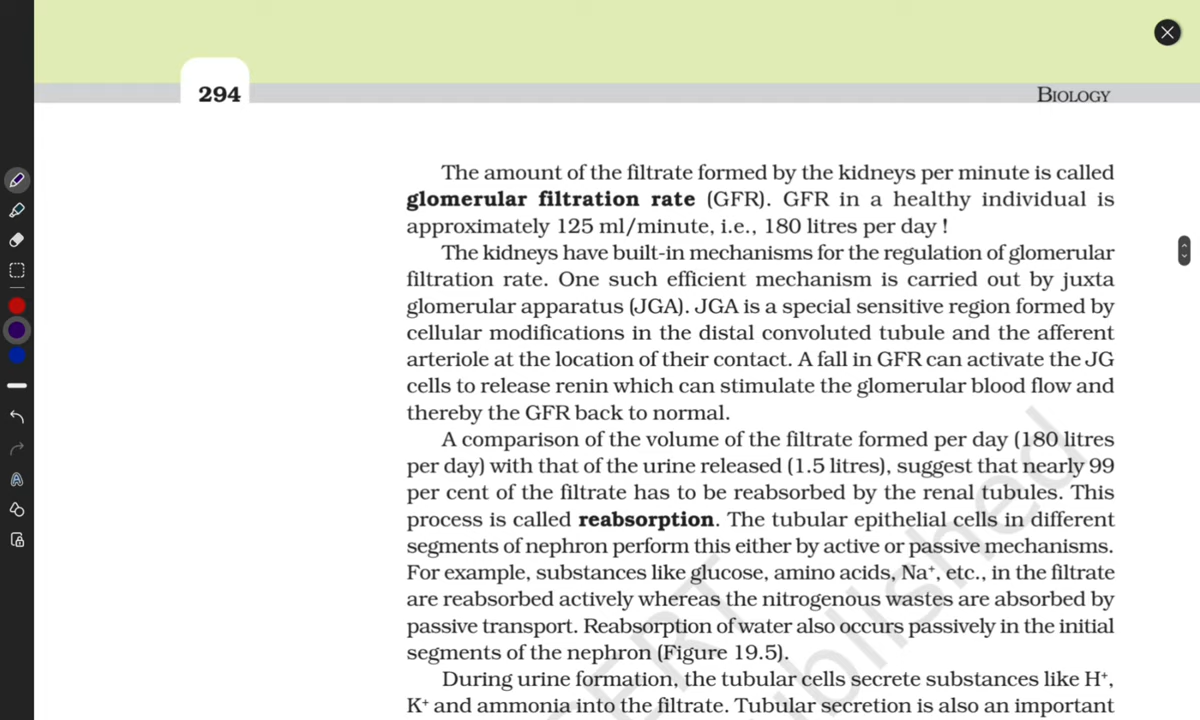 294
BIOLOGY
The amount of the filtrate formed by the kidneys per minute is called
glomerular filtration rate (GFR). GFR in a healthy individual is
approximately 125 ml/minute, i.e., 180 litres per day !
The kidneys have built-in mechanisms for the regulation of glomerular
filtration rate. One such efficient mechanism is carried out by juxta
glomerular apparatus (JGA). JGA is a special sensitive region formed by
cellular modifications in the distal convoluted tubule and the afferent
arteriole at the location of their contact. A fall in GFR can activate the JG
cells to release renin which can stimulate the glomerular blood flow and
thereby the GFR back to normal.
A comparison of the volume of the filtrate formed per day (180 litres
per day) with that of the urine released (1.5 litres), suggest that nearly 99
per cent of the filtrate has to be reabsorbed by the renal tubules. This
process is called reabsorption. The tubular epithelial cells in different
segments of nephron perform this either by active or passive mechanisms.
For example, substances like glucose, amino acids, Na⁺, etc., in the filtrate
are reabsorbed actively whereas the nitrogenous wastes are absorbed by
passive transport. Reabsorption of water also occurs passively in the initial
segments of the nephron (Figure 19.5).
During urine formation, the tubular cells secrete substances like H⁺,
K⁺ and ammonia into the filtrate. Tubular secretion is also an important